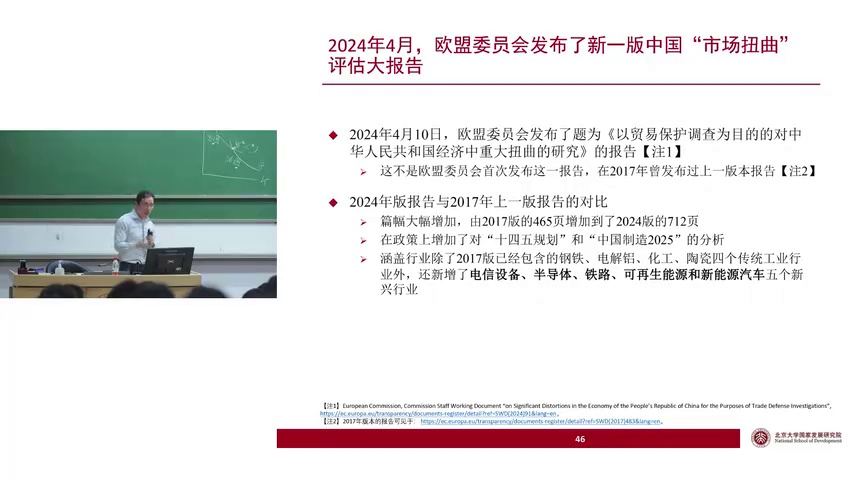 2024年4月，欧盟委员会发布了新一版中国“市场扭曲”
评估大报告
◆ 2024年4月10日，欧盟委员会发布了题为《以贸易保护调查为目的的对中
华人民共和国经济中重大扭曲的研究》的报告【注1】
➢ 这不是欧盟委员会首次发布这一报告，在2017年曾发布过上一版本报告【注2】
◆ 2024年版报告与2017年上一版报告的对比
➢ 篇幅大幅增加，由2017版的465页增加到了2024版的712页
➢ 在政策上增加了对“十四五规划”和“中国制造2025”的分析
➢ 涵盖行业除了2017版已经包含的钢铁、电解铝、化工、陶瓷四个传统工业行
业外，还新增了电信设备、半导体、铁路、可再生能源和新能源汽车五个新
兴行业
【注1】European Commission, Commission Staff Working Document "on Significant Distortions in the Economy of the People's Republic of China for the Purposes of Trade Defense Investigations",
https://ec.europa.eu/transparency/documents-register/detail?ref=SWD(2024)91&lang=en。
【注2】2017年版本的报告可见于： https://ec.europa.eu/transparency/documents-register/detail?ref=SWD(2017)483&lang=en。
46
北京大学国家发展研究院
National School of Development